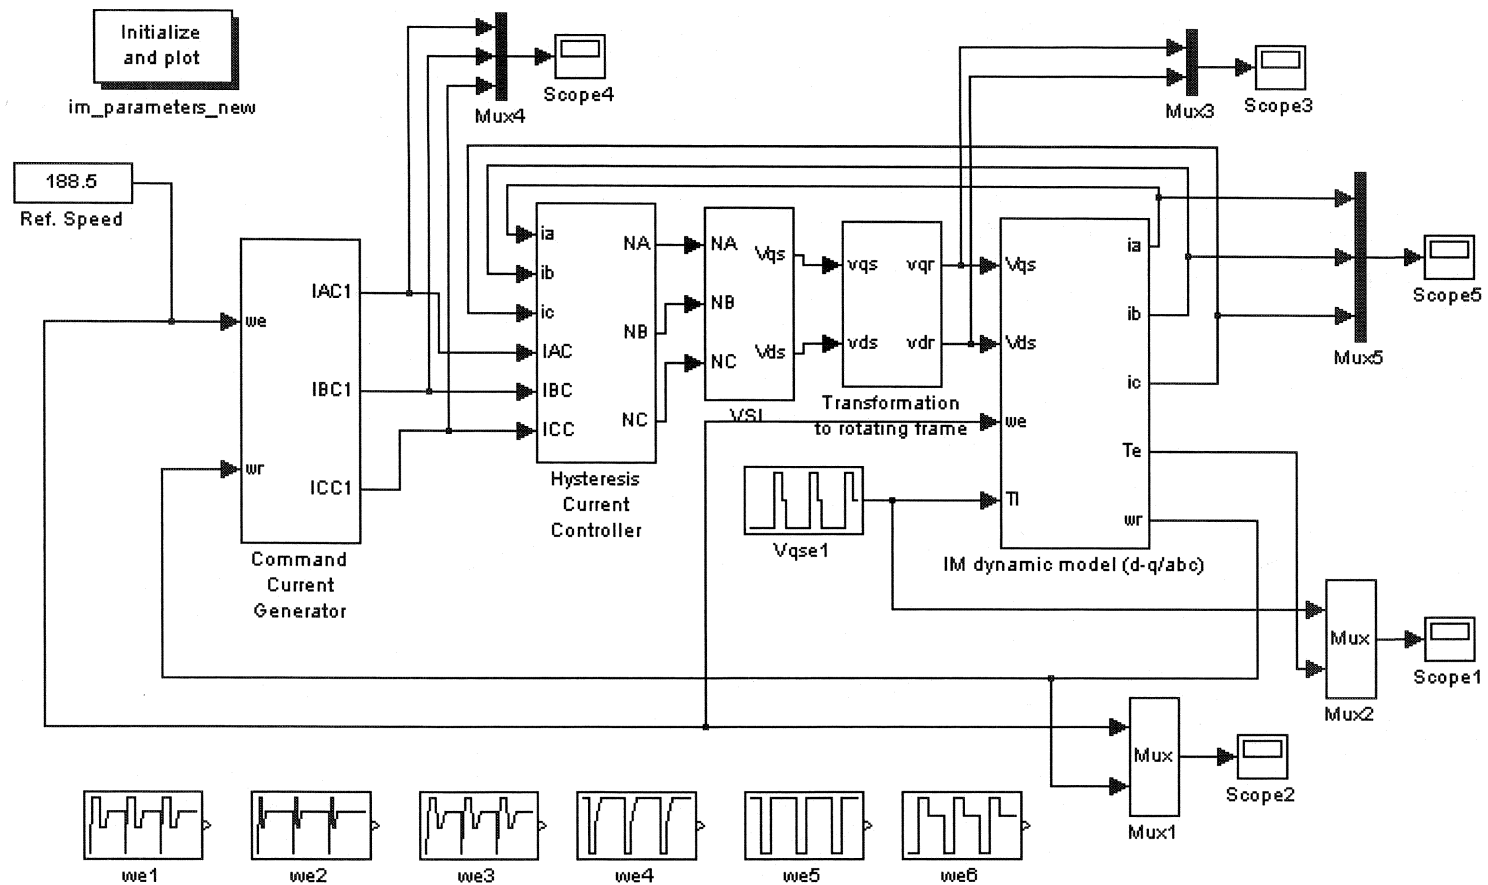 Initialize
and plot
im_parameters_new
Mux4
Scope4
Mux3
Scope3
188.5
Ref. Speed
we
wr
IAC1
IBC1
ICC1
Command
Current
Generator
ia
ib
ic
IAC
IBC
ICC
NA
NB
NC
Hysteresis
Current
Controller
NA
NB
NC
Vqs
Vds
VSI
vqs
vds
vqr
vdr
Transformation
to rotating frame
Vqs
Vds
we
Tl
ia
ib
ic
Te
wr
IM dynamic model (d-q/abc)
Vqse1
Mux5
Scope5
Mux
Mux2
Scope1
Mux
Mux1
Scope2
we1
we2
we3
we4
we5
we6